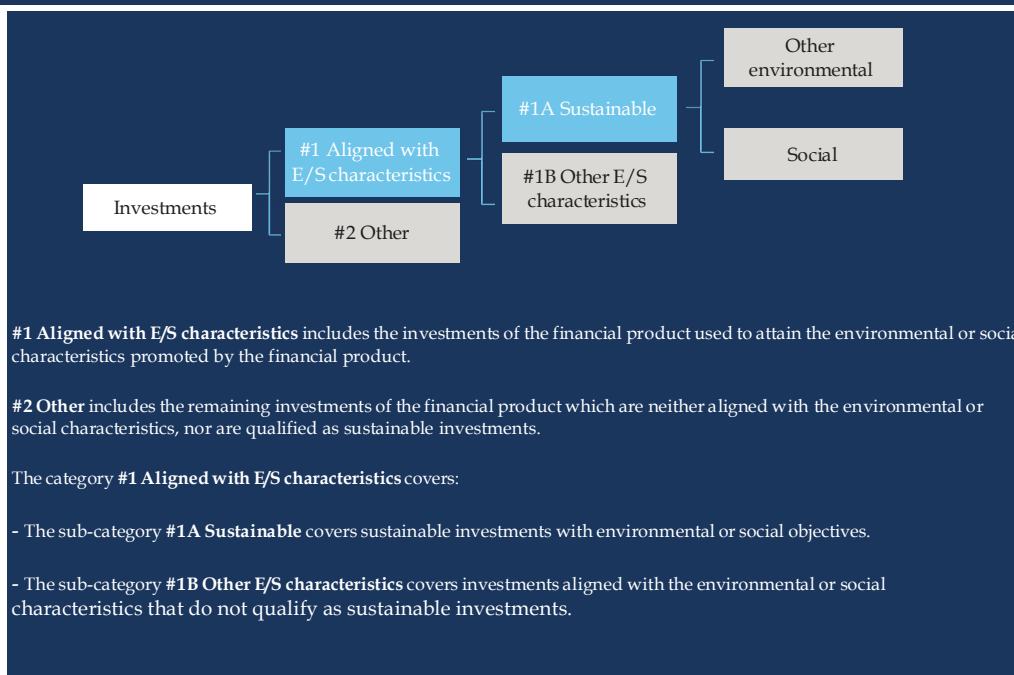 Other
environmental
#1A Sustainable
#1 Aligned with
E/S characteristics
Social
#1B Other E/S
characteristics
Investments
#2 Other
#1 Aligned with E/S characteristics includes the investments of the financial product used to attain the environmental or socia
characteristics promoted by the financial product.
#2 Other includes the remaining investments of the financial product which are neither aligned with the environmental or
social characteristics, nor are qualified as sustainable investments.
The category #1 Aligned with E/S characteristics covers:
- The sub-category #1A Sustainable covers sustainable investments with environmental or social objectives.
- The sub-category #1B Other E/S characteristics covers investments aligned with the environmental or social
characteristics that do not qualify as sustainable investments.